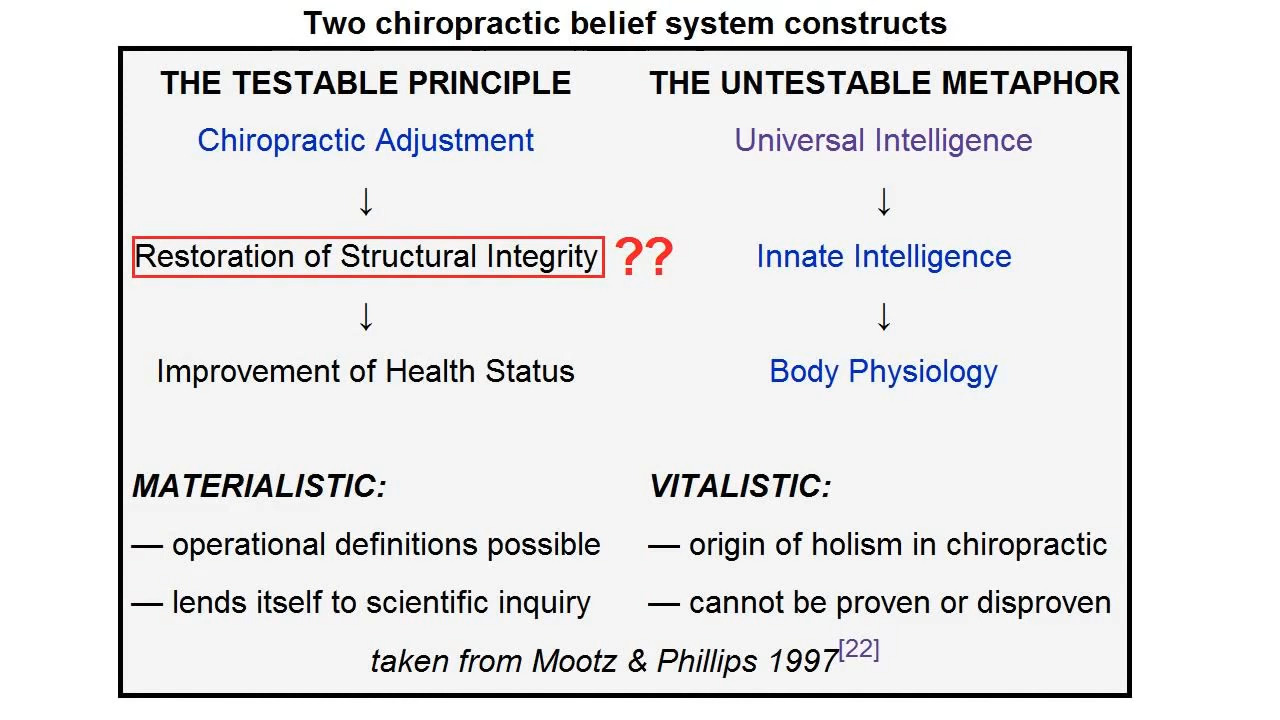 Two chiropractic belief system constructs
THE TESTABLE PRINCIPLE THE UNTESTABLE METAPHOR
Chiropractic Adjustment Universal Intelligence
↓ ↓
Restoration of Structural Integrity ?? Innate Intelligence
↓ ↓
Improvement of Health Status Body Physiology
MATERIALISTIC: VITALISTIC:
— operational definitions possible — origin of holism in chiropractic
— lends itself to scientific inquiry — cannot be proven or disproven
taken from Mootz & Phillips 1997[22]